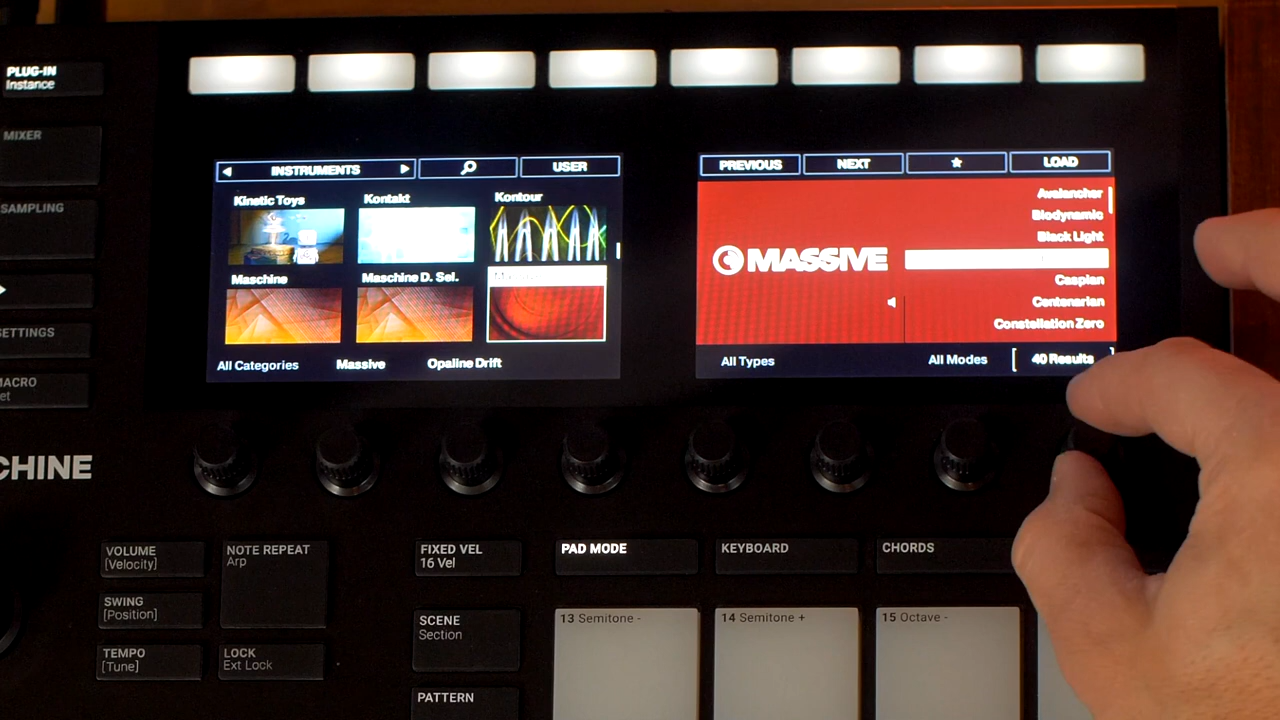 PLUG-IN
Instance
MIXER
SAMPLING
SETTINGS
MACRO
et
CHINE
INSTRUMENTS
USER
Kinetic Toys
Kontakt
Kontour
Maschine
Maschine D. Sel.
All Categories
Massive
Opaline Drift
PREVIOUS
NEXT
★
LOAD
MASSIVE
Avalancher
Biodynamic
Black Light
Caspian
Centenarian
Constellation Zero
All Types
All Modes
[ 40 Results ]
VOLUME
[Velocity]
NOTE REPEAT
Arp
SWING
[Position]
TEMPO
[Tune]
LOCK
Ext Lock
FIXED VEL
16 Vel
PAD MODE
KEYBOARD
CHORDS
SCENE
Section
PATTERN
13 Semitone -
14 Semitone +
15 Octave -